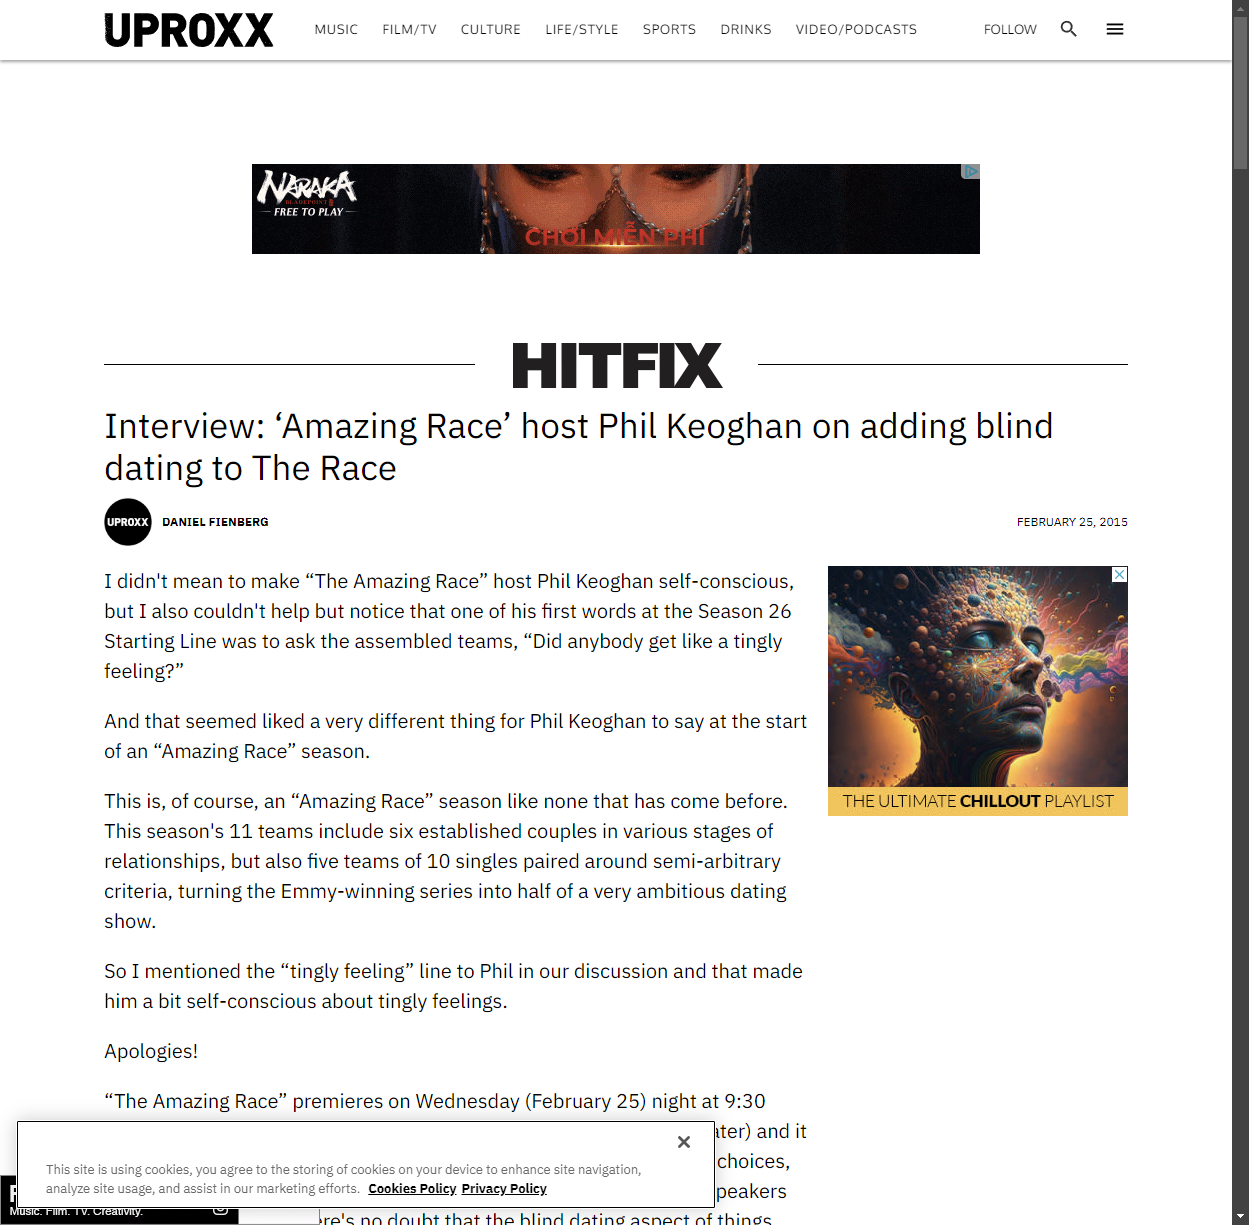 UPROXX
MUSIC FILM/TV CULTURE LIFE/STYLE SPORTS DRINKS VIDEO/PODCASTS FOLLOW
NARAKA
BLADEPOINT
FREE TO PLAY
CHƠI MIỄN PHÍ
HITFIX
Interview: ‘Amazing Race’ host Phil Keoghan on adding blind
dating to The Race
UPROXX
DANIEL FIENBERG
FEBRUARY 25, 2015
I didn't mean to make “The Amazing Race” host Phil Keoghan self-conscious,
but I also couldn't help but notice that one of his first words at the Season 26
Starting Line was to ask the assembled teams, “Did anybody get like a tingly
feeling?”
And that seemed liked a very different thing for Phil Keoghan to say at the start
of an “Amazing Race” season.
This is, of course, an “Amazing Race” season like none that has come before.
This season's 11 teams include six established couples in various stages of
relationships, but also five teams of 10 singles paired around semi-arbitrary
criteria, turning the Emmy-winning series into half of a very ambitious dating
show.
THE ULTIMATE CHILLOUT PLAYLIST
So I mentioned the “tingly feeling” line to Phil in our discussion and that made
him a bit self-conscious about tingly feelings.
Apologies!
“The Amazing Race” premieres on Wednesday (February 25) night at 9:30
ater) and it
choices,
peakers
ere's no doubt that the blind dating aspect of things
This site is using cookies, you agree to the storing of cookies on your device to enhance site navigation,
analyze site usage, and assist in our marketing efforts. Cookies Policy Privacy Policy
Music. Film. TV. Creativity.